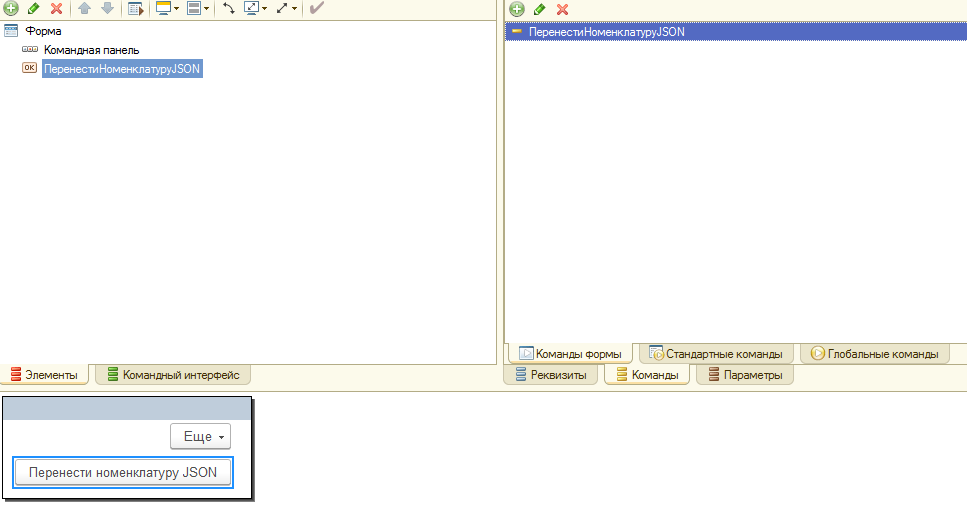 Форма
Командная панель
OK ПеренестиНоменклатуруJSON
ПеренестиНоменклатуруJSON
Команды формы Стандартные команды Глобальные команды
Элементы Командный интерфейс
Реквизиты Команды Параметры
Еще
Перенести номенклатуру JSON